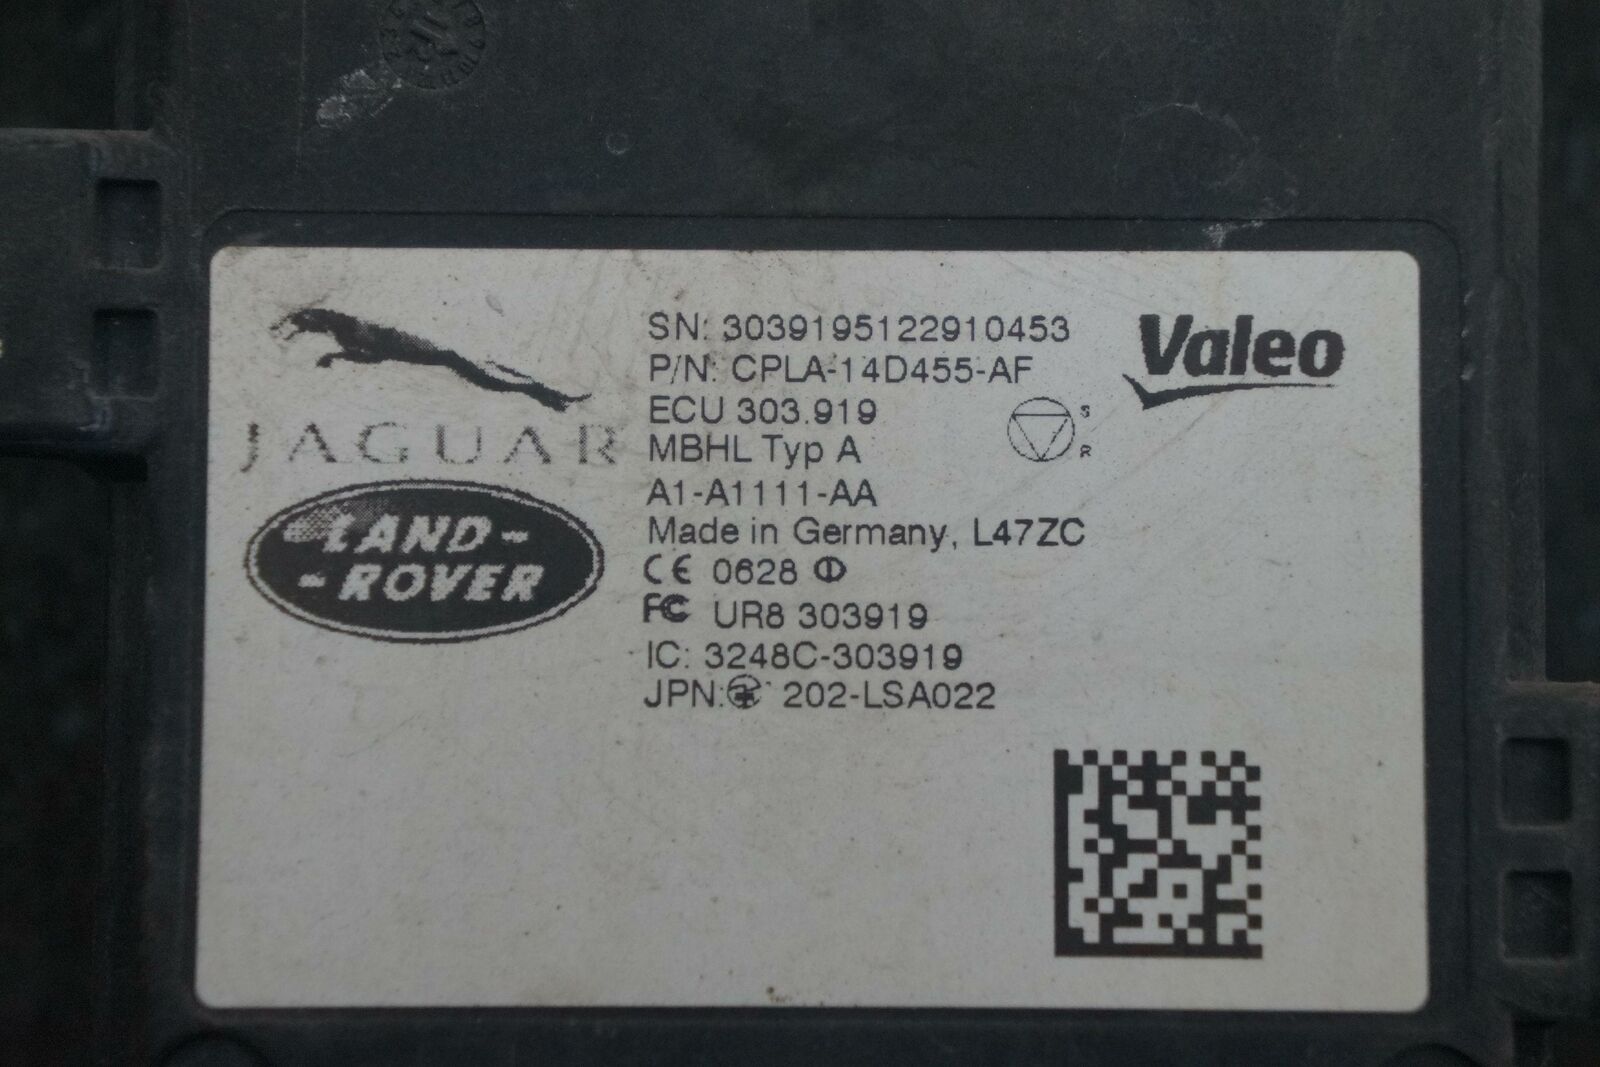 JAGUAR
LAND-
-ROVER
SN: 3039195122910453
P/N: CPLA-14D455-AF
ECU 303.919
MBHL Typ A
A1-A1111-AA
Made in Germany, L47ZC
CE 0628
FC UR8 303919
IC: 3248C-303919
JPN: 202-LSA022
Valeo
S
R